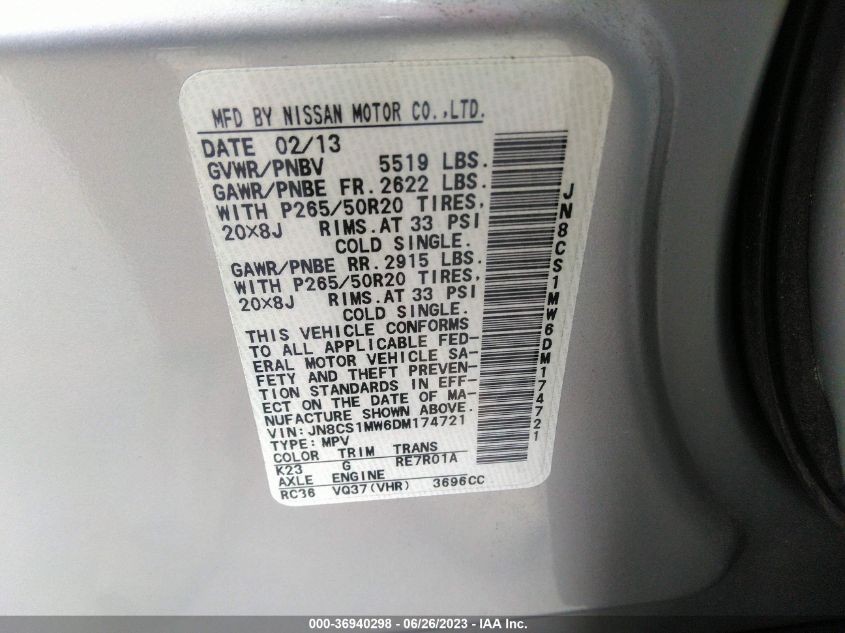 MFD BY NISSAN MOTOR CO.,LTD.
DATE 02/13
GVWR/PNBV 5519 LBS.
GAWR/PNBE FR. 2622 LBS.
WITH P265/50R20 TIRES,
20×8J RIMS.AT 33 PSI
COLD SINGLE.
GAWR/PNBE RR. 2915 LBS.
WITH P265/50R20 TIRES,
20×8J RIMS.AT 33 PSI
COLD SINGLE.
THIS VEHICLE CONFORMS
TO ALL APPLICABLE FED-
ERAL MOTOR VEHICLE SA-
FETY AND THEFT PREVEN-
TION STANDARDS IN EFF-
ECT ON THE DATE OF MA-
NUFACTURE SHOWN ABOVE.
VIN: JN8CS1MW6DM174721
TYPE: MPV
COLOR TRIM TRANS
K23 G RE7R01A
AXLE ENGINE
RC36 VQ37(VHR) 3696CC
JN8CS1MW6DM174721
000-36940298 - 06/26/2023 - IAA Inc.